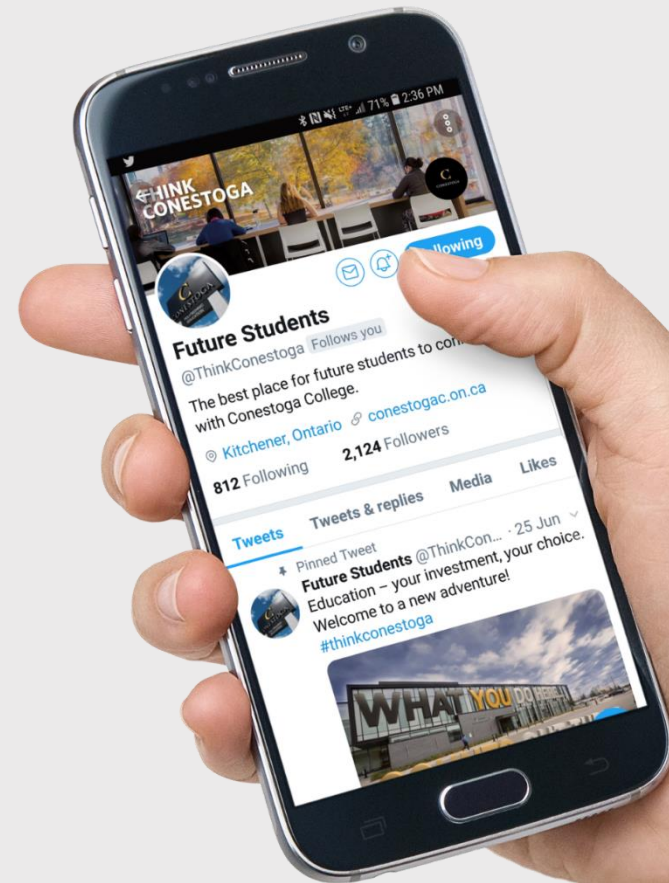 LTE+ 71% 2:36 PM
THINK
CONESTOGA
C
CONESTOGA
Following
C
CONESTOGA
Future Students
@ThinkConestoga Follows you
The best place for future students to
with Conestoga College.
Kitchener, Ontario conestogac.on.ca
812 Following 2,124 Followers
Tweets Tweets & replies Media Likes
Pinned Tweet
Future Students @ThinkCon... · 25 Jun
Education – your investment, your choice.
Welcome to a new adventure!
#thinkconestoga
WHAT YOU DO HERE